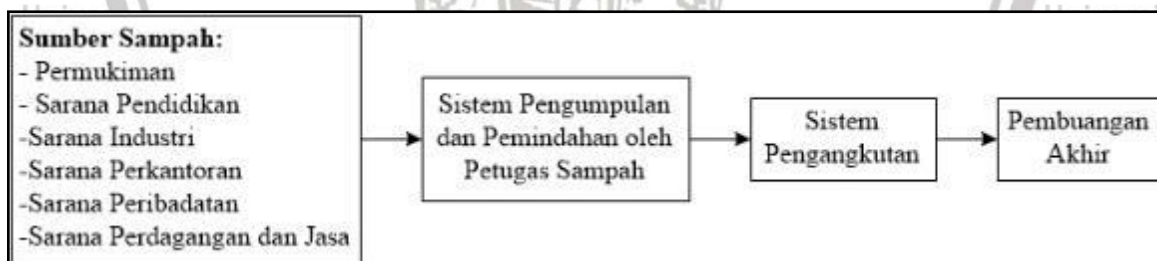 Sumber Sampah:
- Permukiman
- Sarana Pendidikan
-Sarana Industri
-Sarana Perkantoran
-Sarana Peribadatan
-Sarana Perdagangan dan Jasa
Sistem Pengumpulan
dan Pemindahan oleh
Petugas Sampah
Sistem
Pengangkutan
Pembuangan
Akhir